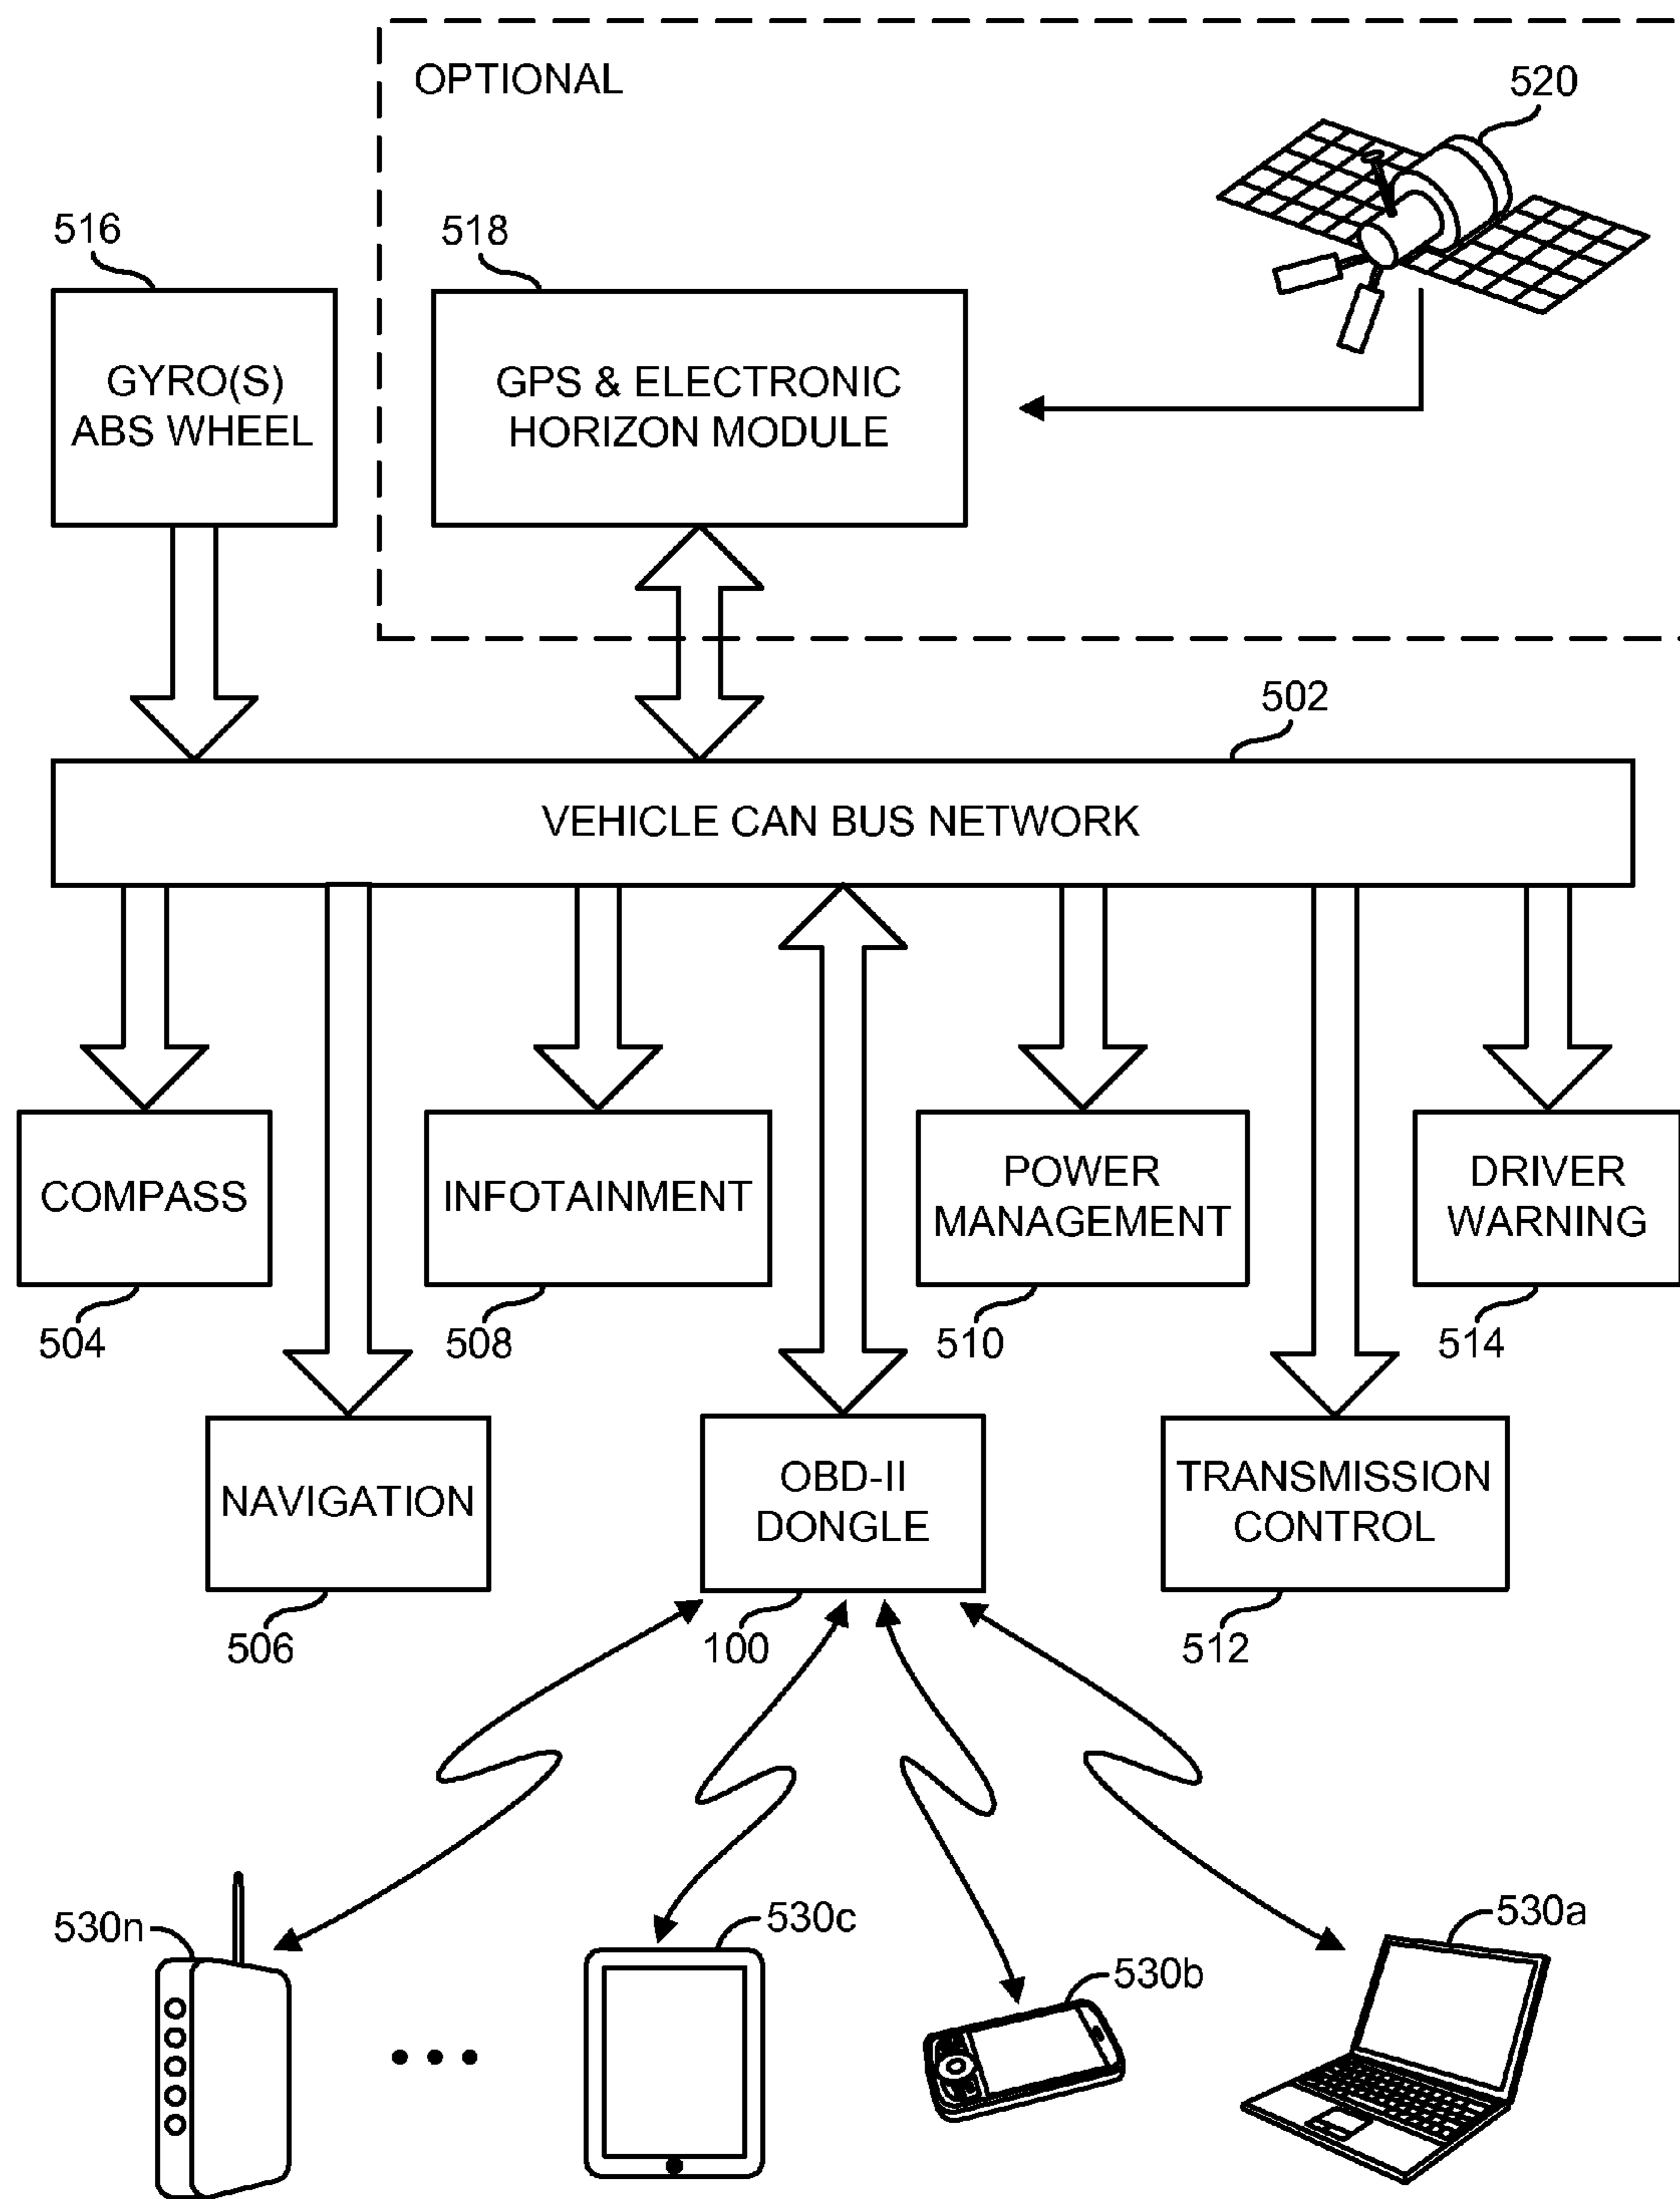 OPTIONAL
520
516
518
GYRO(S)
ABS WHEEL
GPS & ELECTRONIC
HORIZON MODULE
502
VEHICLE CAN BUS NETWORK
COMPASS
INFOTAINMENT
POWER
MANAGEMENT
DRIVER
WARNING
504
508
510
514
NAVIGATION
OBD-II
DONGLE
TRANSMISSION
CONTROL
506
100
512
530n
530c
530b
530a